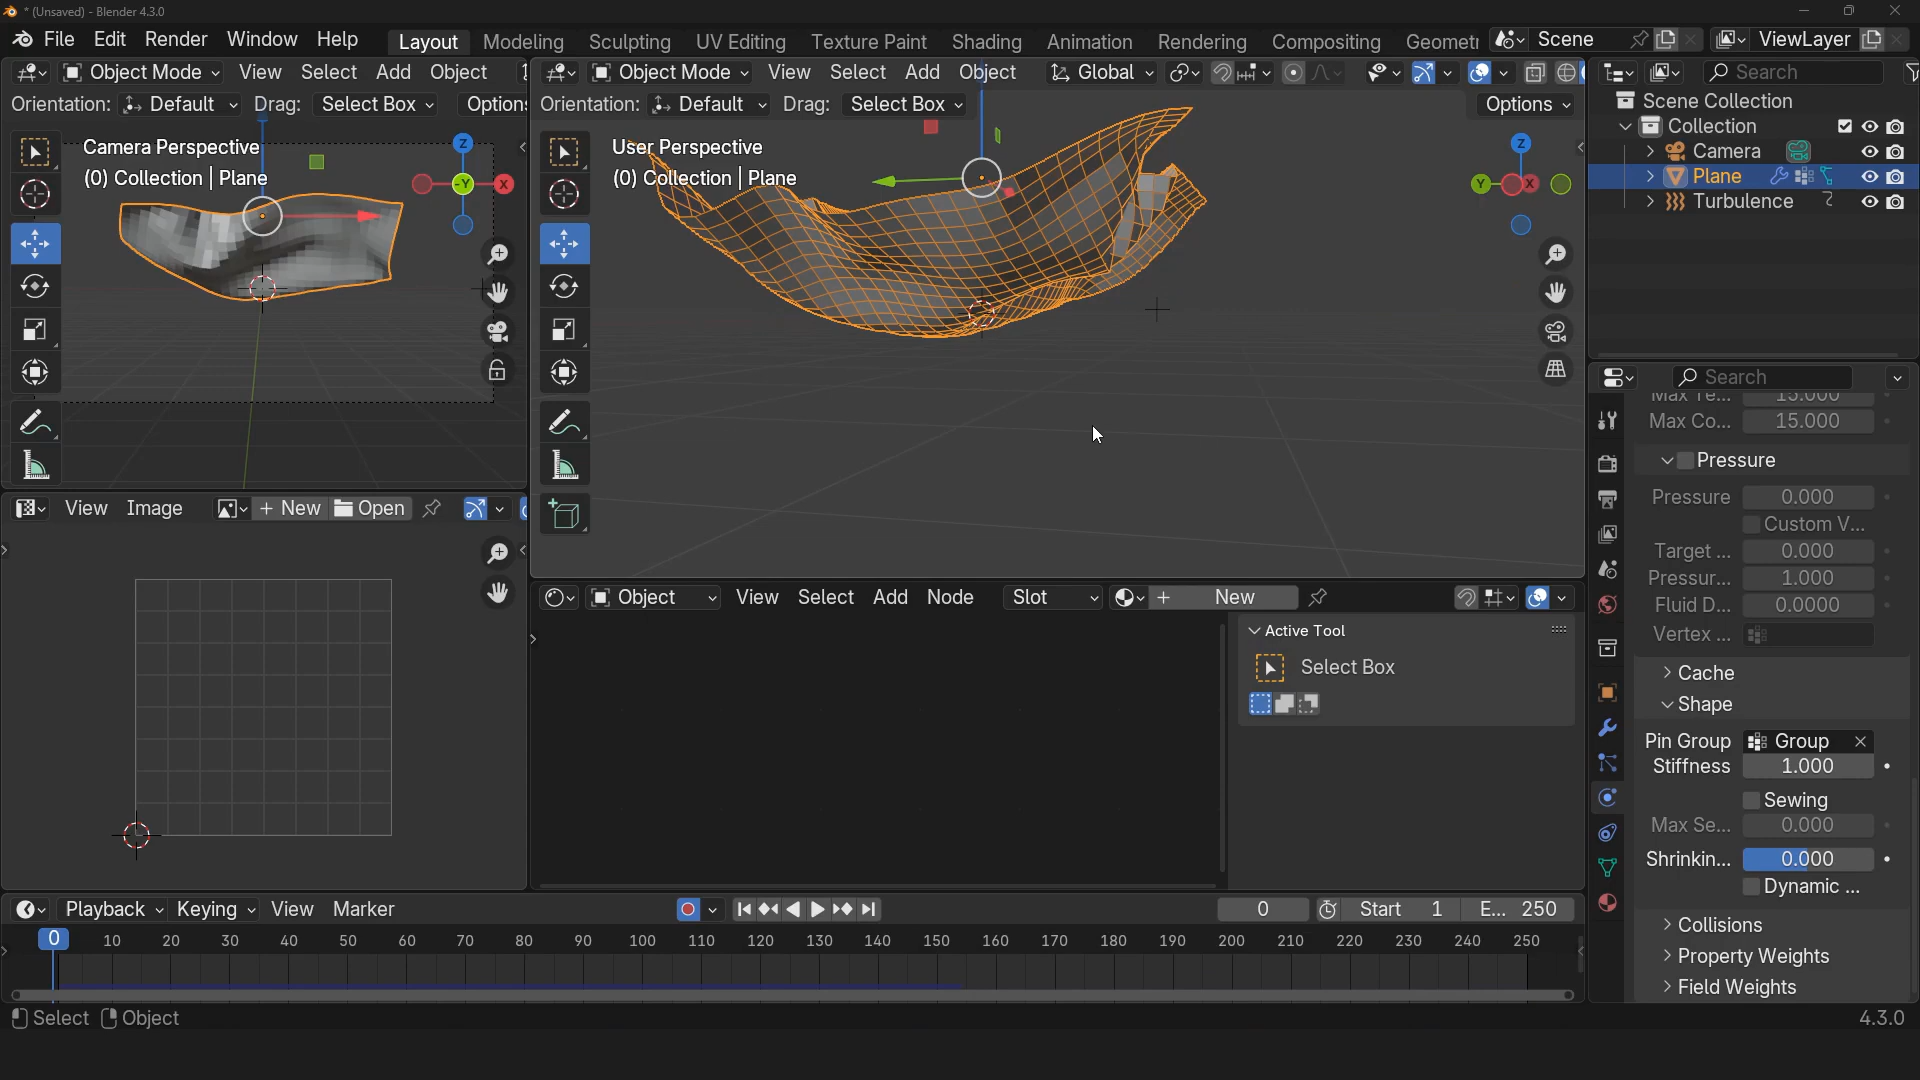 * (Unsaved) - Blender 4.3.0
File Edit Render Window Help Layout Modeling Sculpting UV Editing Texture Paint Shading Animation Rendering Compositing Geomet Scene ViewLayer
Object Mode View Select Add Object
Orientation: Default Drag: Select Box Option
Camera Perspective
(0) Collection | Plane
Z
-Y X
Object Mode View Select Add Object Global
Orientation: Default Drag: Select Box Options
User Perspective
(0) Collection | Plane
Z
Y X
Search
Scene Collection
Collection
Camera
Plane
Turbulence
Search
Max Te... 15.000
Max Co... 15.000
Pressure
Pressure 0.000
Custom V...
Target ... 0.000
Pressur... 1.000
Fluid D... 0.0000
Vertex ...
Cache
Shape
Pin Group Group
Stiffness 1.000
Sewing
Max Se... 0.000
Shrinkin... 0.000
Dynamic ...
Collisions
Property Weights
Field Weights
View Image New Open
Object View Select Add Node Slot New
Active Tool
Select Box
Playback Keying View Marker 0 Start 1 E... 250
0 10 20 30 40 50 60 70 80 90 100 110 120 130 140 150 160 170 180 190 200 210 220 230 240 250
Select Object 4.3.0